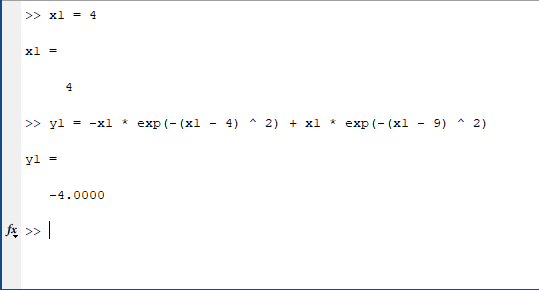 >> x1 = 4
x1 =
4
>> y1 = -x1 * exp(-(x1 - 4) ^ 2) + x1 * exp(-(x1 - 9) ^ 2)
y1 =
-4.0000
fx >>